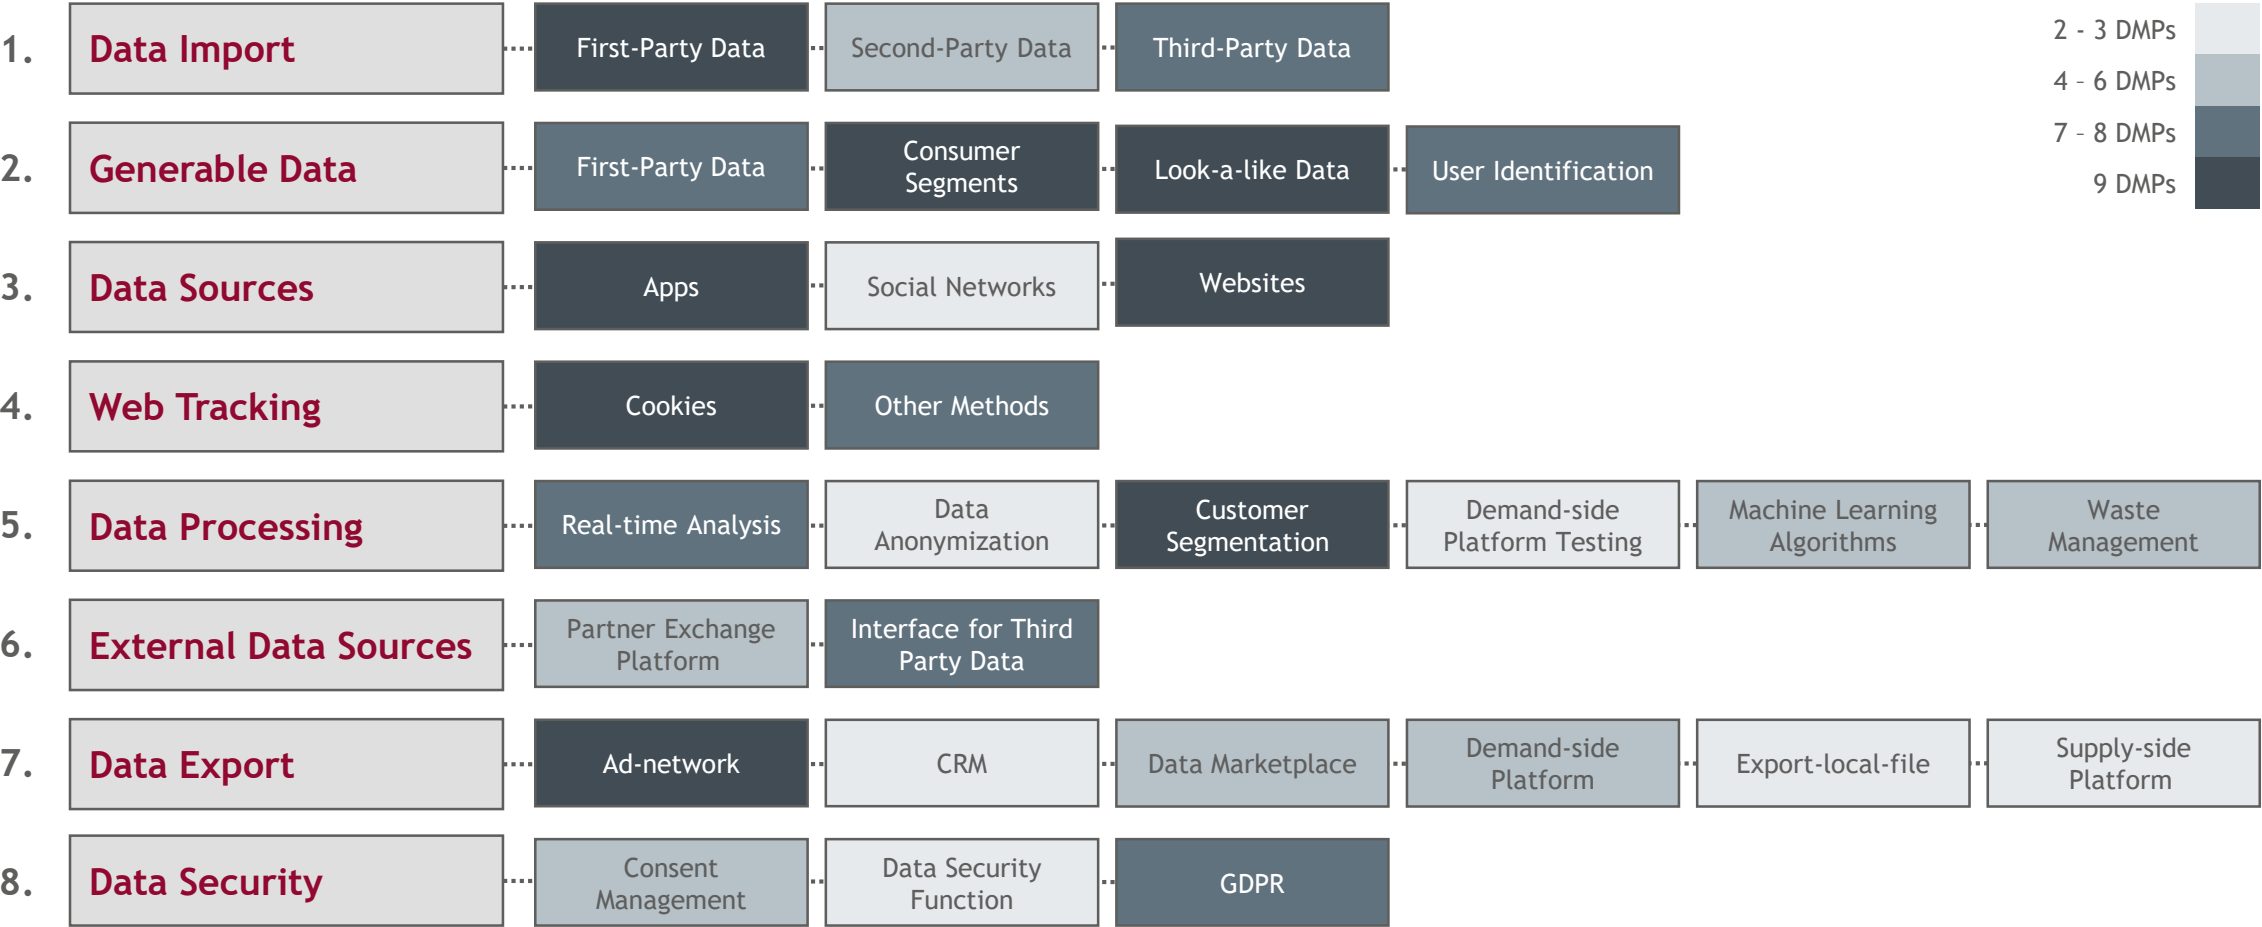 1. Data Import First-Party Data Second-Party Data Third-Party Data
2 - 3 DMPs
4 – 6 DMPs
7 – 8 DMPs
9 DMPs
2. Generable Data First-Party Data
Consumer
Segments
Look-a-like Data
User Identification
3. Data Sources Apps Social Networks Websites
4. Web Tracking Cookies Other Methods
5. Data Processing Real-time Analysis
Data
Anonymization
Customer
Segmentation
Demand-side
Platform Testing
Machine Learning
Algorithms
Waste
Management
6. External Data Sources
Partner Exchange
Platform
Interface for Third
Party Data
7. Data Export Ad-network CRM Data Marketplace
Demand-side
Platform
Export-local-file
Supply-side
Platform
8. Data Security
Consent
Management
Data Security
Function
GDPR